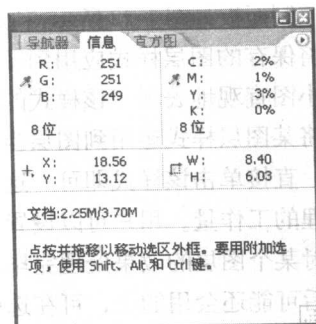 导航器 信息 直方图
R: 251 C: 2%
G: 251 M: 1%
B: 249 Y: 3%
K: 0%
8位 8位
X: 18.56 W: 8.40
Y: 13.12 H: 6.03
文档:2.25M/3.70M
点按并拖移以移动选区外框。要用附加选
项，使用 Shift、Alt 和 Ctrl 键。